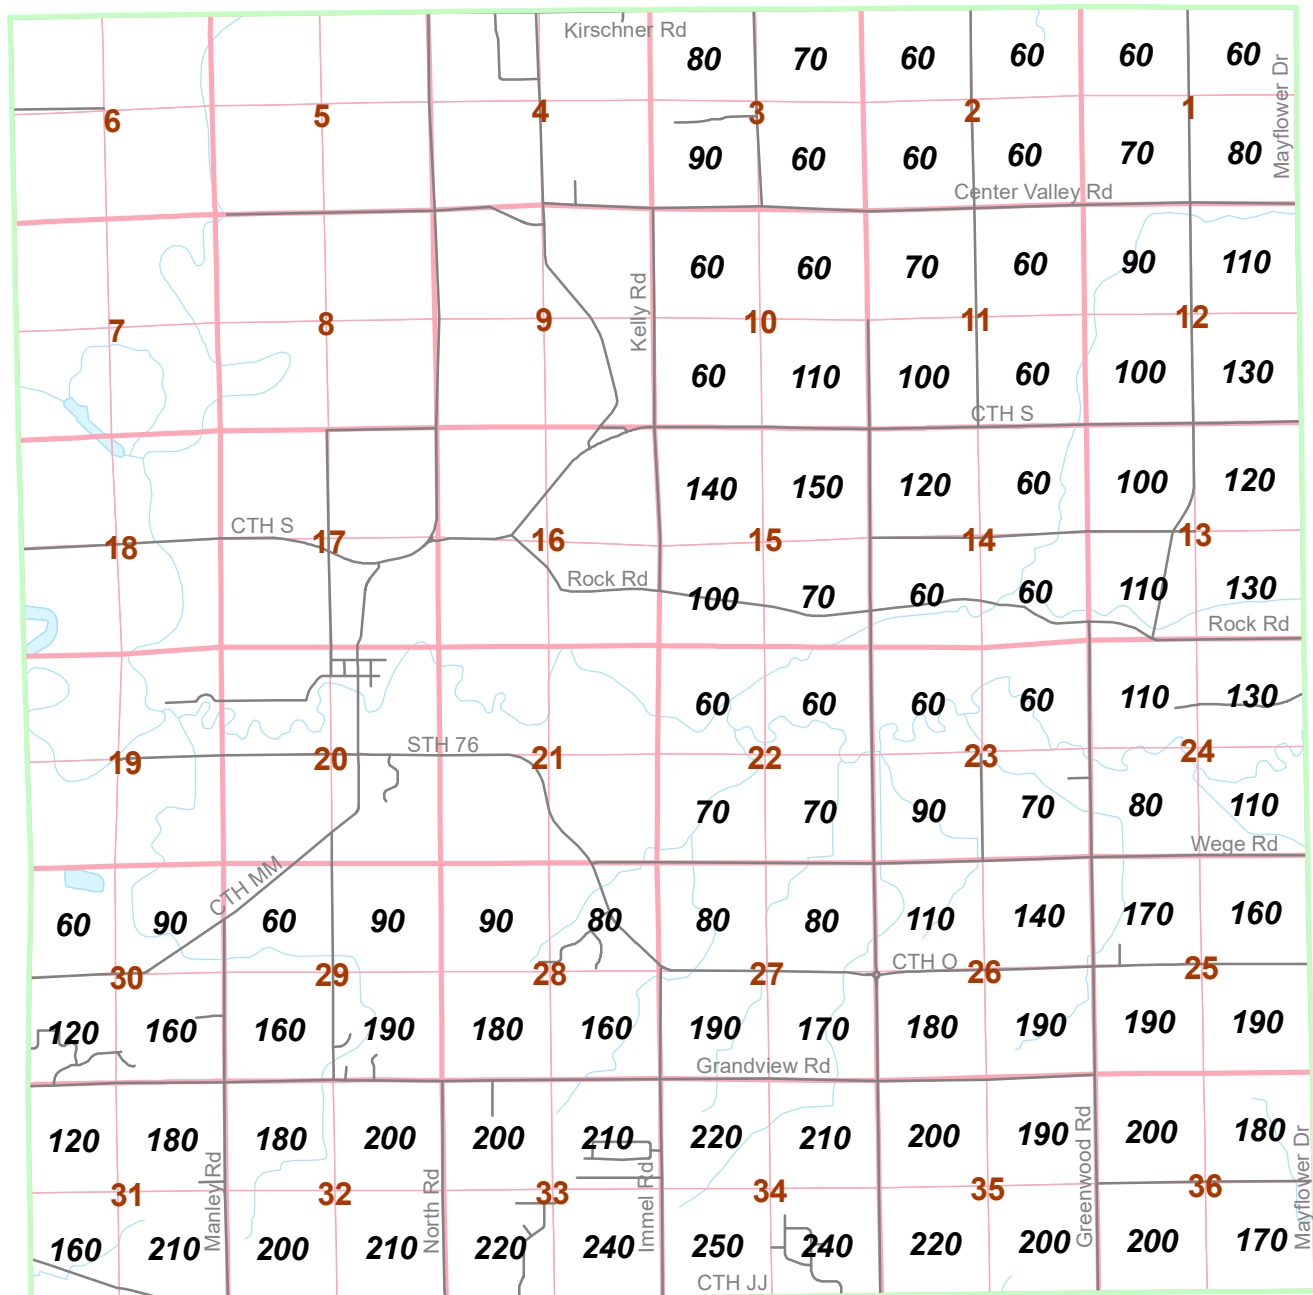 Kirschner Rd
80 70 60 60 60 60
Mayflower Dr
6 5 4 3 2 1
90 60 60 60 70 80
Center Valley Rd
60 60 70 60 90 110
Kelly Rd
7 8 9 10 11 12
60 110 100 60 100 130
CTH S
140 150 120 60 100 120
CTH S
18 17 16 15 14 13
Rock Rd
100 70 60 60 110 130
Rock Rd
60 60 60 60 110 130
STH 76
19 20 21 22 23 24
70 70 90 70 80 110
Wege Rd
CTH MM
60 90 60 90 90 80 80 80 110 140 170 160
CTH O
30 29 28 27 26 25
120 160 160 190 180 160 190 170 180 190 190 190
Grandview Rd
120 180 180 200 200 210 220 210 200 190 200 180
Manley Rd
North Rd
Immel Rd
Greenwood Rd
Mayflower Dr
31 32 33 34 35 36
160 210 200 210 220 240 250 240 220 200 200 170
CTH JJ